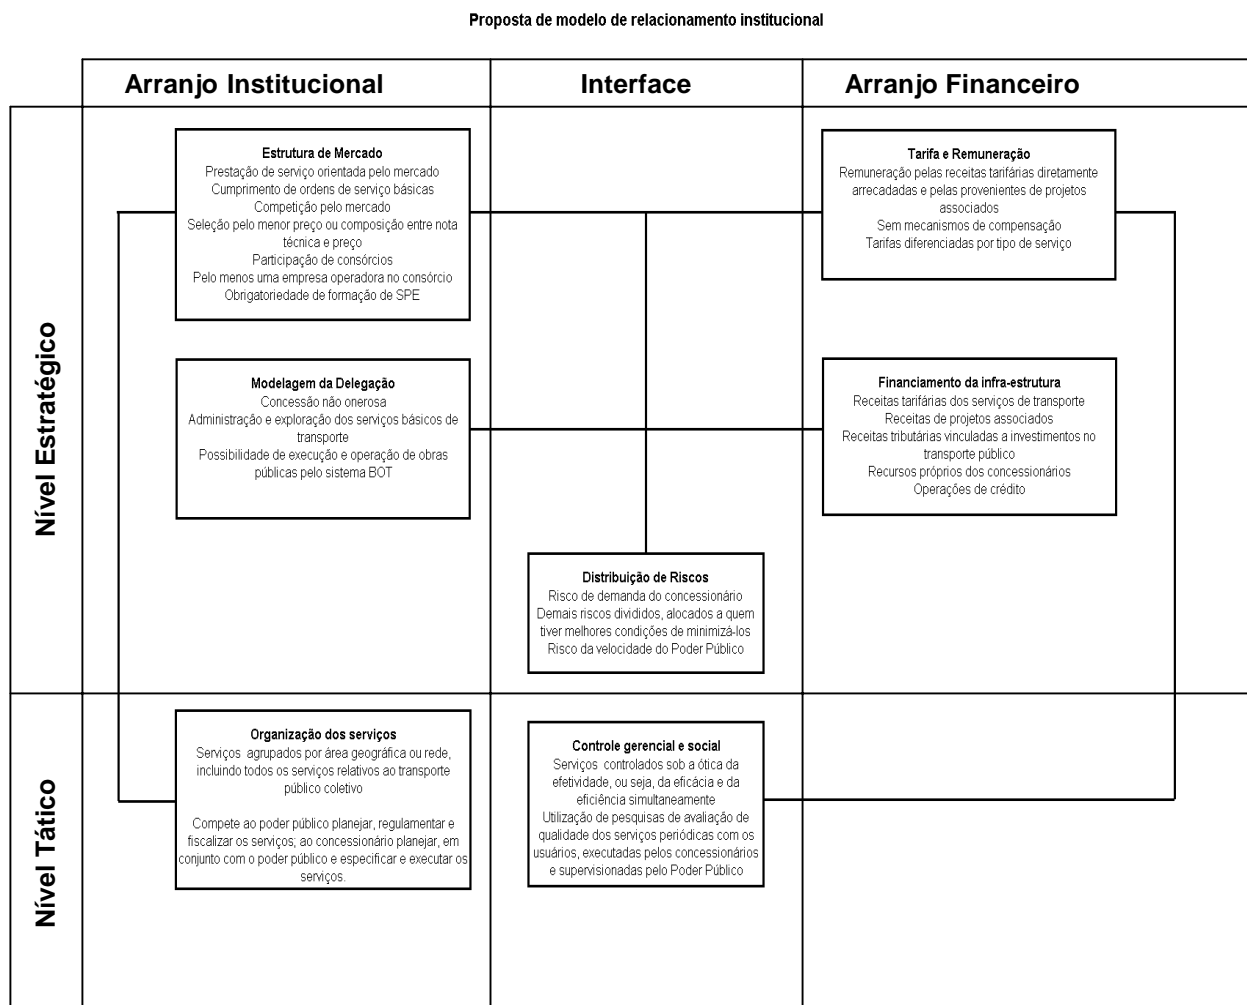 Proposta de modelo de relacionamento institucional
Arranjo Institucional
Interface
Arranjo Financeiro
Nível Estratégico
Estrutura de Mercado
Prestação de serviço orientada pelo mercado
Cumprimento de ordens de serviço básicas
Competição pelo mercado
Seleção pelo menor preço ou composição entre nota
técnica e preço
Participação de consórcios
Pelo menos uma empresa operadora no consórcio
Obrigatoriedade de formação de SPE
Tarifa e Remuneração
Remuneração pelas receitas tarifárias diretamente
arrecadadas e pelas provenientes de projetos
associados
Sem mecanismos de compensação
Tarifas diferenciadas por tipo de serviço
Modelagem da Delegação
Concessão não onerosa
Administração e exploração dos serviços básicos de
transporte
Possibilidade de execução e operação de obras
públicas pelo sistema BOT
Financiamento da infra-estrutura
Receitas tarifárias dos serviços de transporte
Receitas de projetos associados
Receitas tributárias vinculadas a investimentos no
transporte público
Recursos próprios dos concessionários
Operações de crédito
Distribuição de Riscos
Risco de demanda do concessionário
Demais riscos divididos, alocados a quem
tiver melhores condições de minimizá-los
Risco da velocidade do Poder Público
Nível Tático
Organização dos serviços
Serviços agrupados por área geográfica ou rede,
incluindo todos os serviços relativos ao transporte
público coletivo
Compete ao poder público planejar, regulamentar e
fiscalizar os serviços; ao concessionário planejar, em
conjunto com o poder público e especificar e executar os
serviços.
Controle gerencial e social
Serviços controlados sob a ótica da
efetividade, ou seja, da eficácia e da
eficiência simultaneamente
Utilização de pesquisas de avaliação de
qualidade dos serviços periódicas com os
usuários, executadas pelos concessionários
e supervisionadas pelo Poder Público